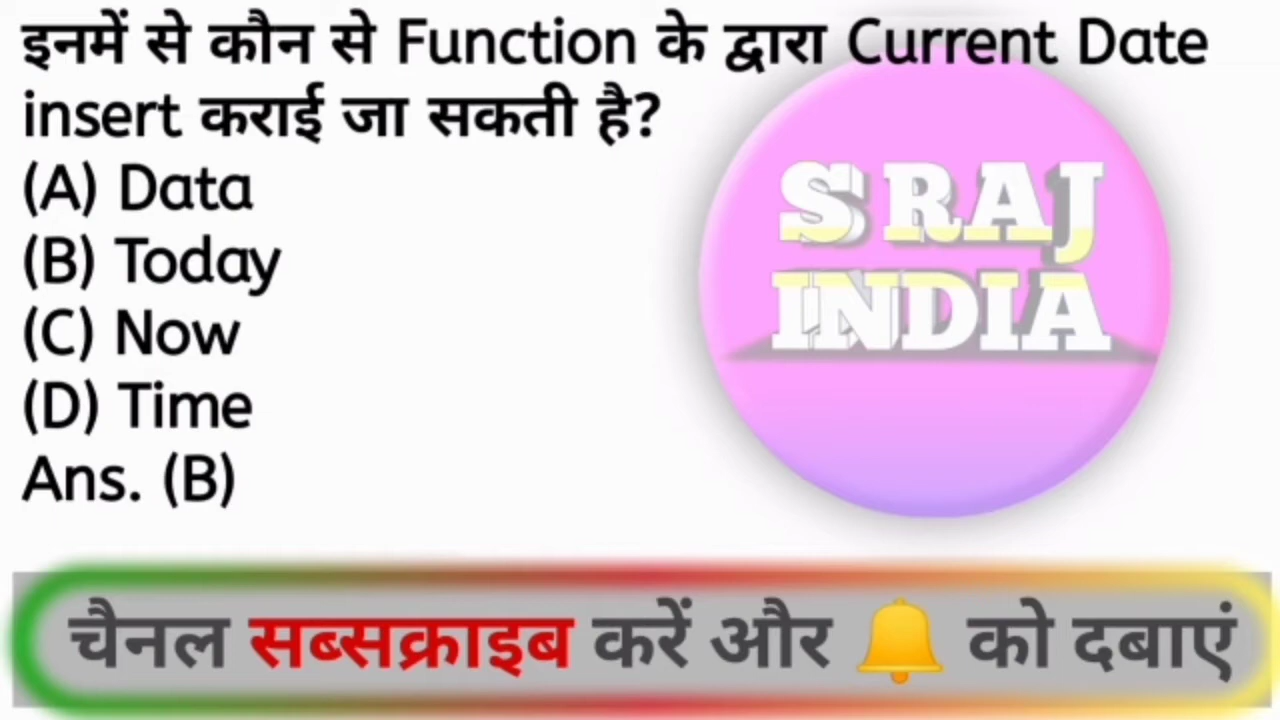 इनमें से कौन से Function के द्वारा Current Date
insert कराई जा सकती है?
(A) Data
(B) Today
(C) Now
(D) Time
Ans. (B)
S RAJ
INDIA
चैनल सब्सक्राइब करें और 🔔 को दबाएं